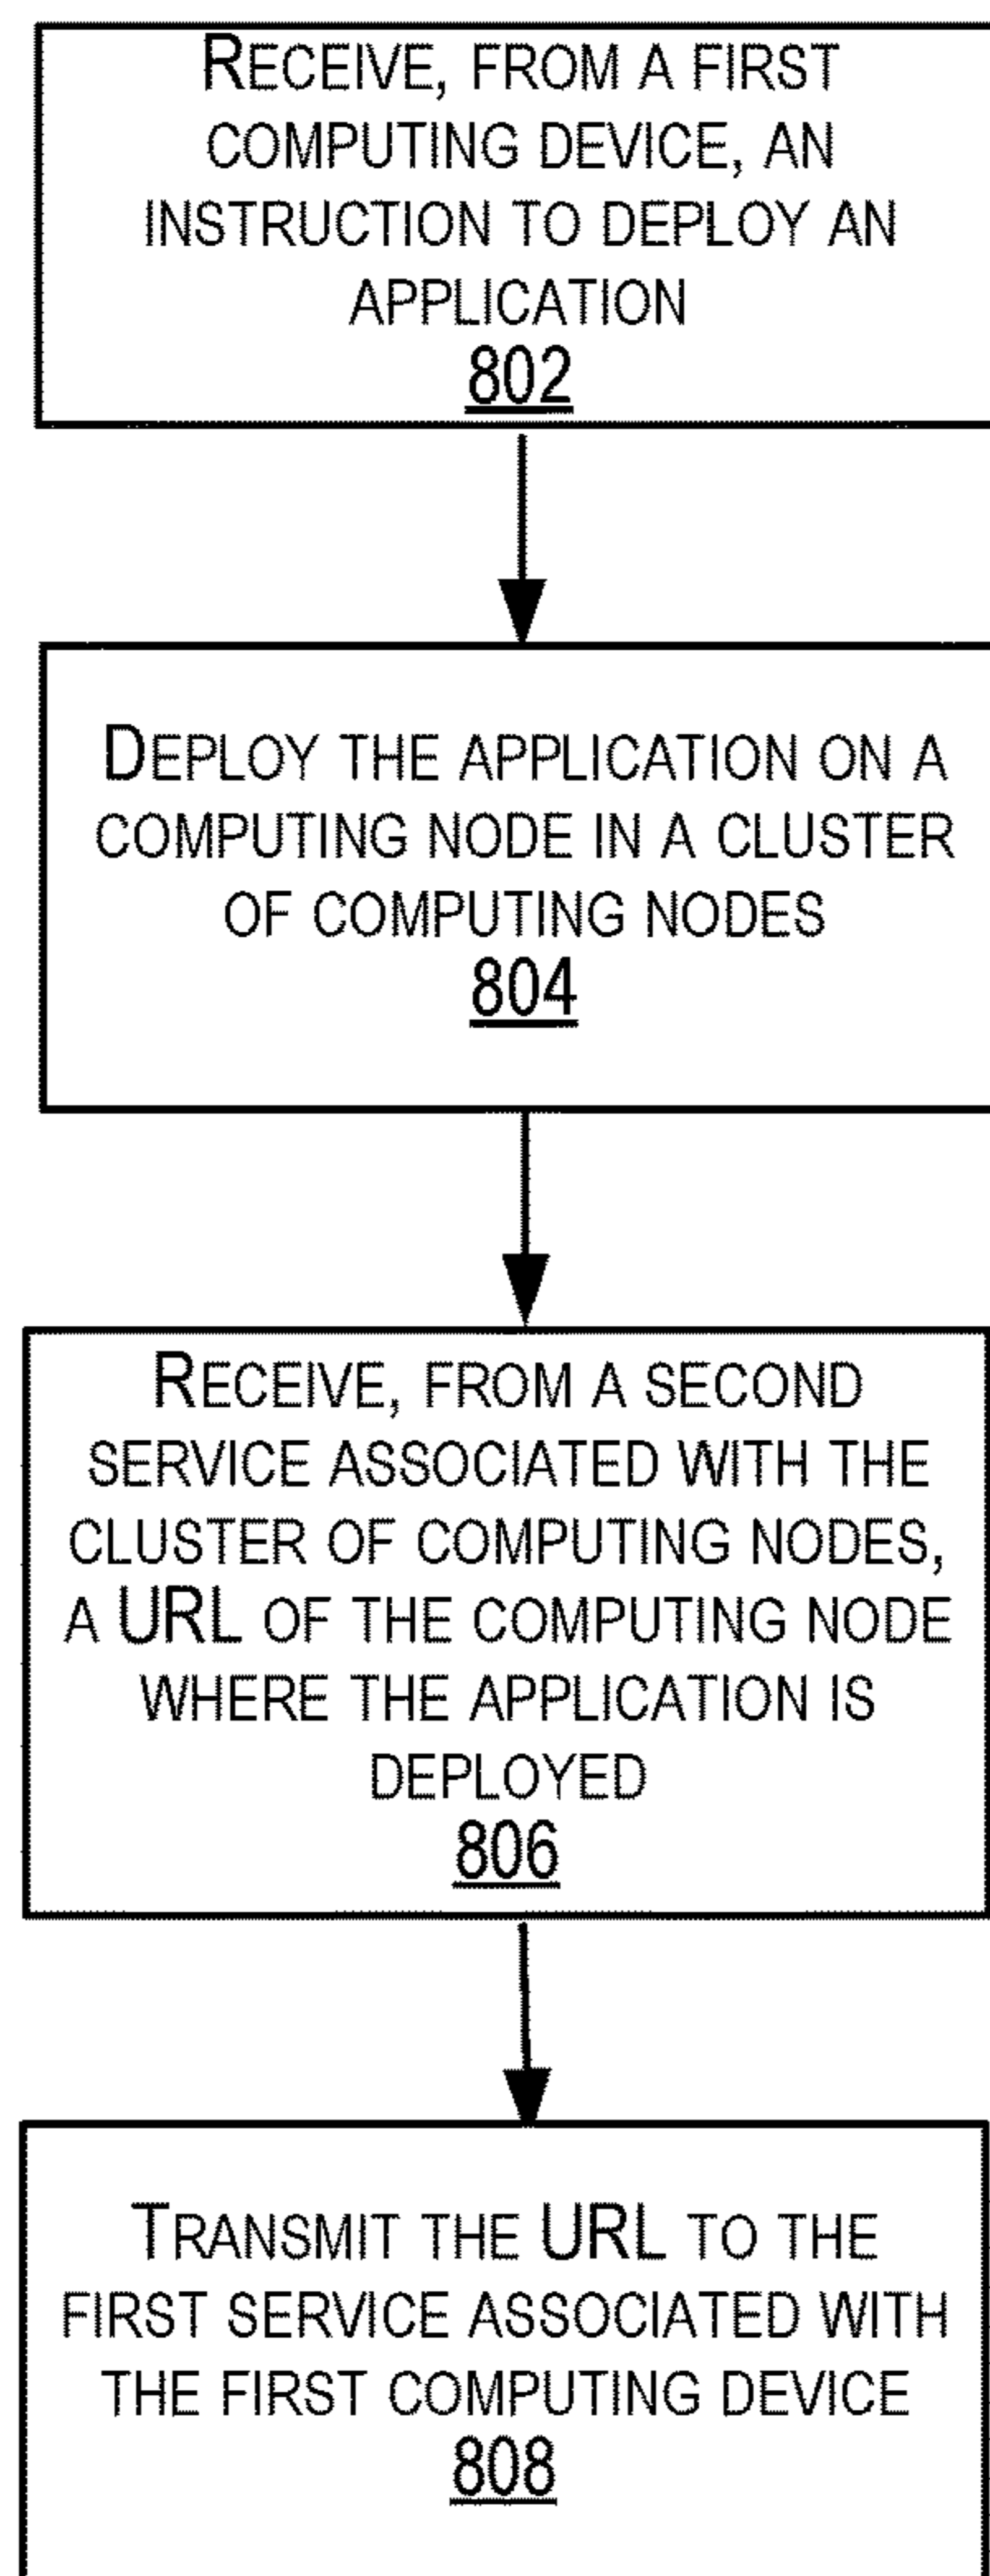 RECEIVE, FROM A FIRST
COMPUTING DEVICE, AN
INSTRUCTION TO DEPLOY AN
APPLICATION
802
DEPLOY THE APPLICATION ON A
COMPUTING NODE IN A CLUSTER
OF COMPUTING NODES
804
RECEIVE, FROM A SECOND
SERVICE ASSOCIATED WITH THE
CLUSTER OF COMPUTING NODES,
A URL OF THE COMPUTING NODE
WHERE THE APPLICATION IS
DEPLOYED
806
TRANSMIT THE URL TO THE
FIRST SERVICE ASSOCIATED WITH
THE FIRST COMPUTING DEVICE
808